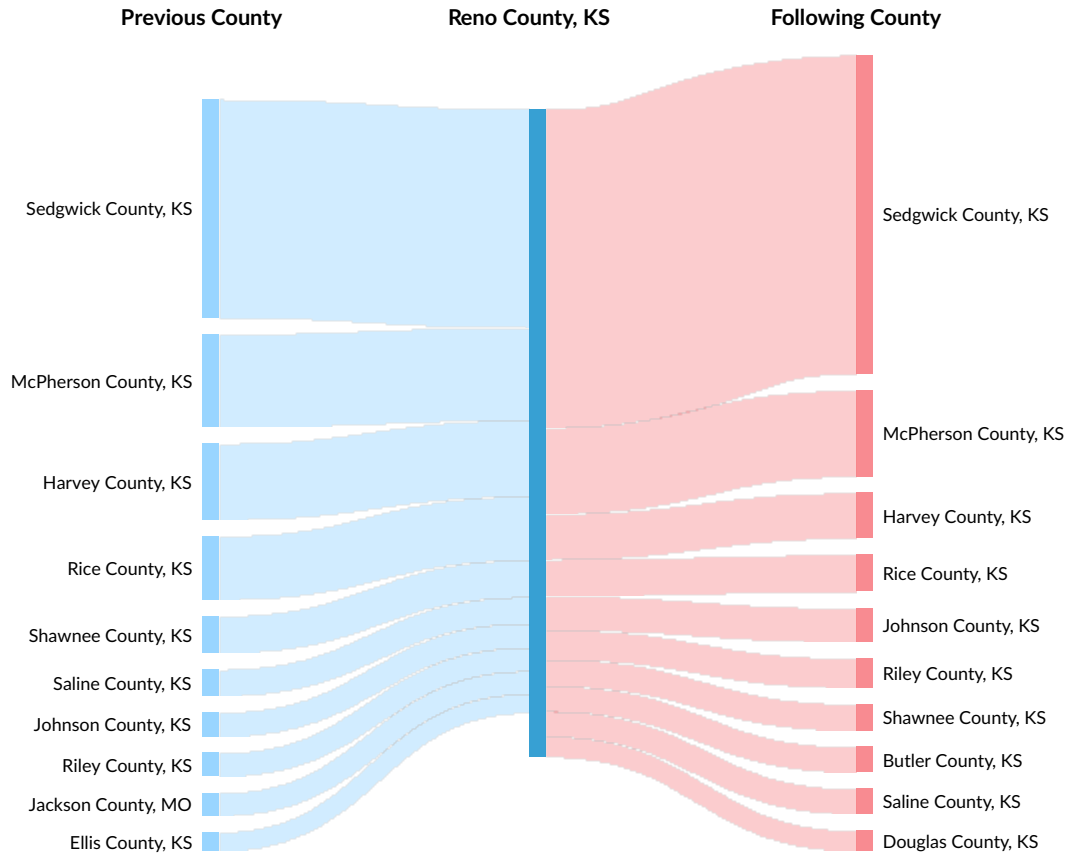 Previous County
Reno County, KS
Following County
Sedgwick County, KS
McPherson County, KS
Harvey County, KS
Rice County, KS
Shawnee County, KS
Saline County, KS
Johnson County, KS
Riley County, KS
Jackson County, MO
Ellis County, KS
Sedgwick County, KS
McPherson County, KS
Harvey County, KS
Rice County, KS
Johnson County, KS
Riley County, KS
Shawnee County, KS
Butler County, KS
Saline County, KS
Douglas County, KS